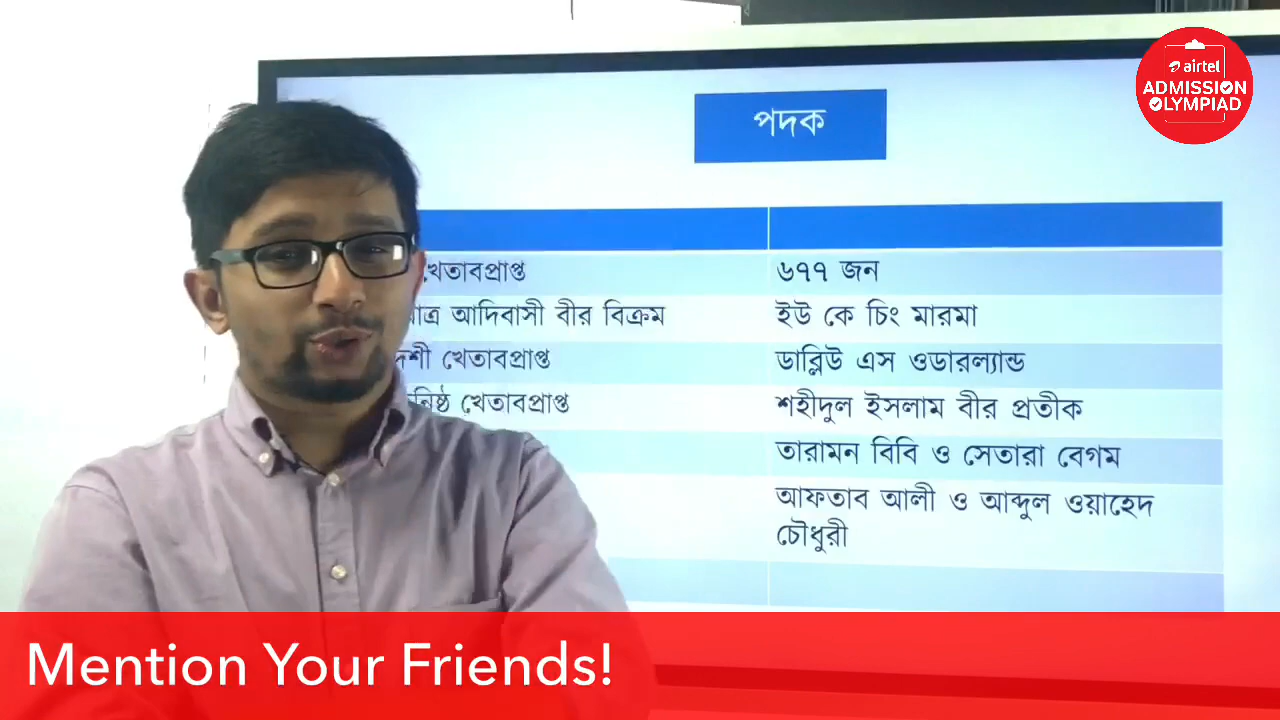 airtel
ADMISSION
OLYMPIAD
পদক
খেতাবপ্রাপ্ত ৬৭৭ জন
আদিবাসী বীর বিক্রম ইউ কে চিং মারমা
খেতাবপ্রাপ্ত ডাব্লিউ এস ওডারল্যান্ড
খেতাবপ্রাপ্ত শহীদুল ইসলাম বীর প্রতীক
তারামন বিবি ও সেতারা বেগম
আফতাব আলী ও আব্দুল ওয়াহেদ
চৌধুরী
Mention Your Friends!